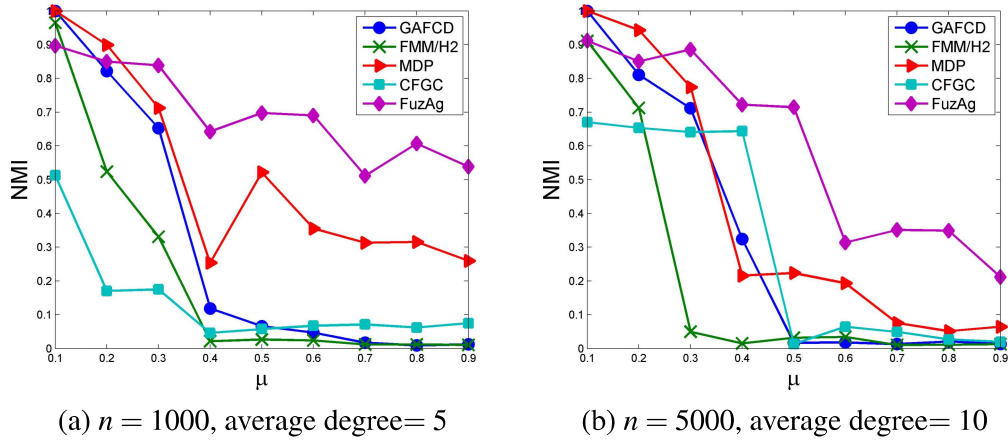 1
0.9
0.8
0.7
0.6
0.5
0.4
0.3
0.2
0.1
0
NMI
0.1 0.2 0.3 0.4 0.5 0.6 0.7 0.8 0.9
μ
GAFCD
FMM/H2
MDP
CFGC
FuzAg
(a) n = 1000, average degree= 5
1
0.9
0.8
0.7
0.6
0.5
0.4
0.3
0.2
0.1
0
NMI
0.1 0.2 0.3 0.4 0.5 0.6 0.7 0.8 0.9
μ
GAFCD
FMM/H2
MDP
CFGC
FuzAg
(b) n = 5000, average degree= 10